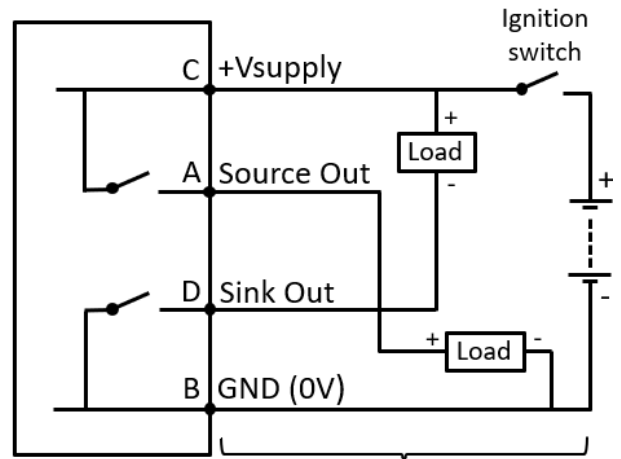 Ignition
switch
C +Vsupply
+
Load
-
A Source Out
+
-
D Sink Out
+ Load -
B GND (0V)